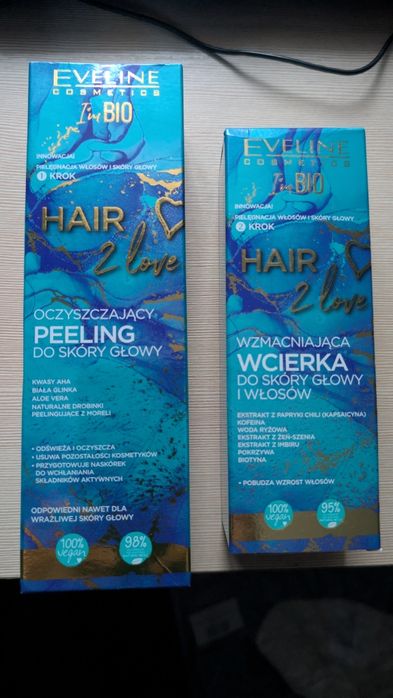 EVELINE
COSMETICS
I'm BIO
INNOWACJA!
PIELĘGNACJA WŁOSÓW I SKÓRY GŁOWY
1 KROK
HAIR
2 love
OCZYSZCZAJĄCY
PEELING
DO SKÓRY GŁOWY
KWASY AHA
BIAŁA GLINKA
ALOE VERA
NATURALNE DROBINKI
PEELINGUJĄCE Z MORELI
• ODŚWIEŻA I OCZYSZCZA
• USUWA POZOSTAŁOŚCI KOSMETYKÓW
• PRZYGOTOWUJE NASKÓREK
DO WCHŁANIANIA
SKŁADNIKÓW AKTYWNYCH
ODPOWIEDNI NAWET DLA
WRAŻLIWEJ SKÓRY GŁOWY
100%
vegan
98%
EVELINE
COSMETICS
I'm BIO
INNOWACJA!
PIELĘGNACJA WŁOSÓW I SKÓRY GŁOWY
2 KROK
HAIR
2 love
WZMACNIAJĄCA
WCIERKA
DO SKÓRY GŁOWY
I WŁOSÓW
EKSTRAKT Z PAPRYKI CHILI (KAPSAICYNA)
KOFEINA
WODA RYŻOWA
EKSTRAKT Z ŻEŃ-SZENIA
EKSTRAKT Z IMBIRU
POKRZYWA
BIOTYNA
• POBUDZA WZROST WŁOSÓW
100%
vegan
95%